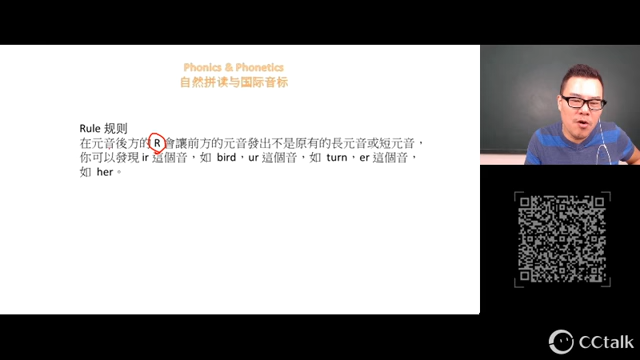 Phonics & Phonetics
自然拼读与国际音标
Rule 规则
在元音後方的 R 會讓前方的元音發出不是原有的長元音或短元音，
你可以發現 ir 這個音，如 bird，ur 這個音，如 turn，er 這個音，
如 her。
CCtalk